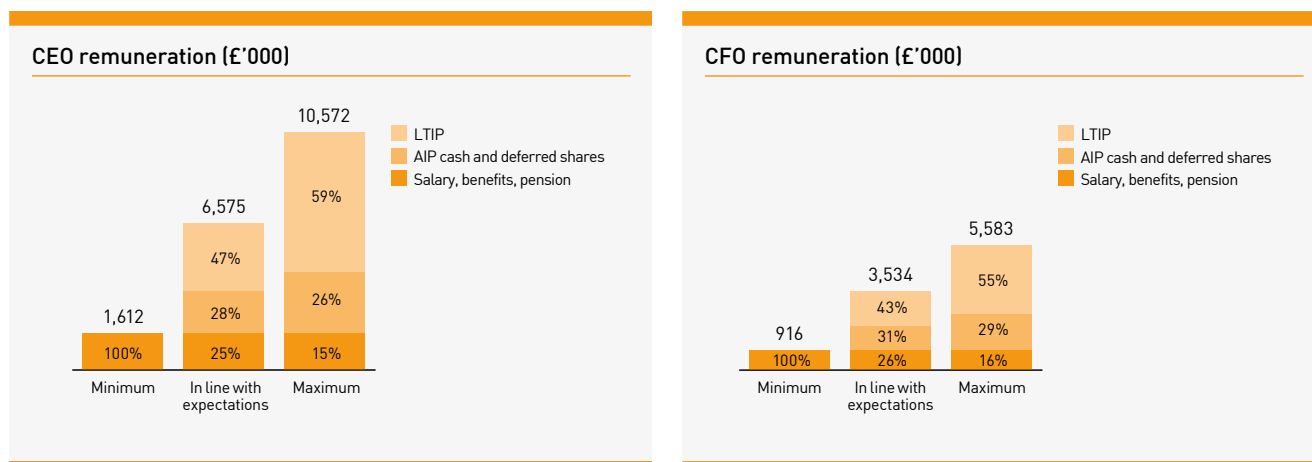 CEO remuneration (£’000)
10,572
6,575
1,612
59%
47%
26%
28%
100%
25%
15%
Minimum
In line with
expectations
Maximum
LTIP
AIP cash and deferred shares
Salary, benefits, pension
CFO remuneration (£’000)
5,583
3,534
916
55%
43%
29%
31%
100%
26%
16%
Minimum
In line with
expectations
Maximum
LTIP
AIP cash and deferred shares
Salary, benefits, pension